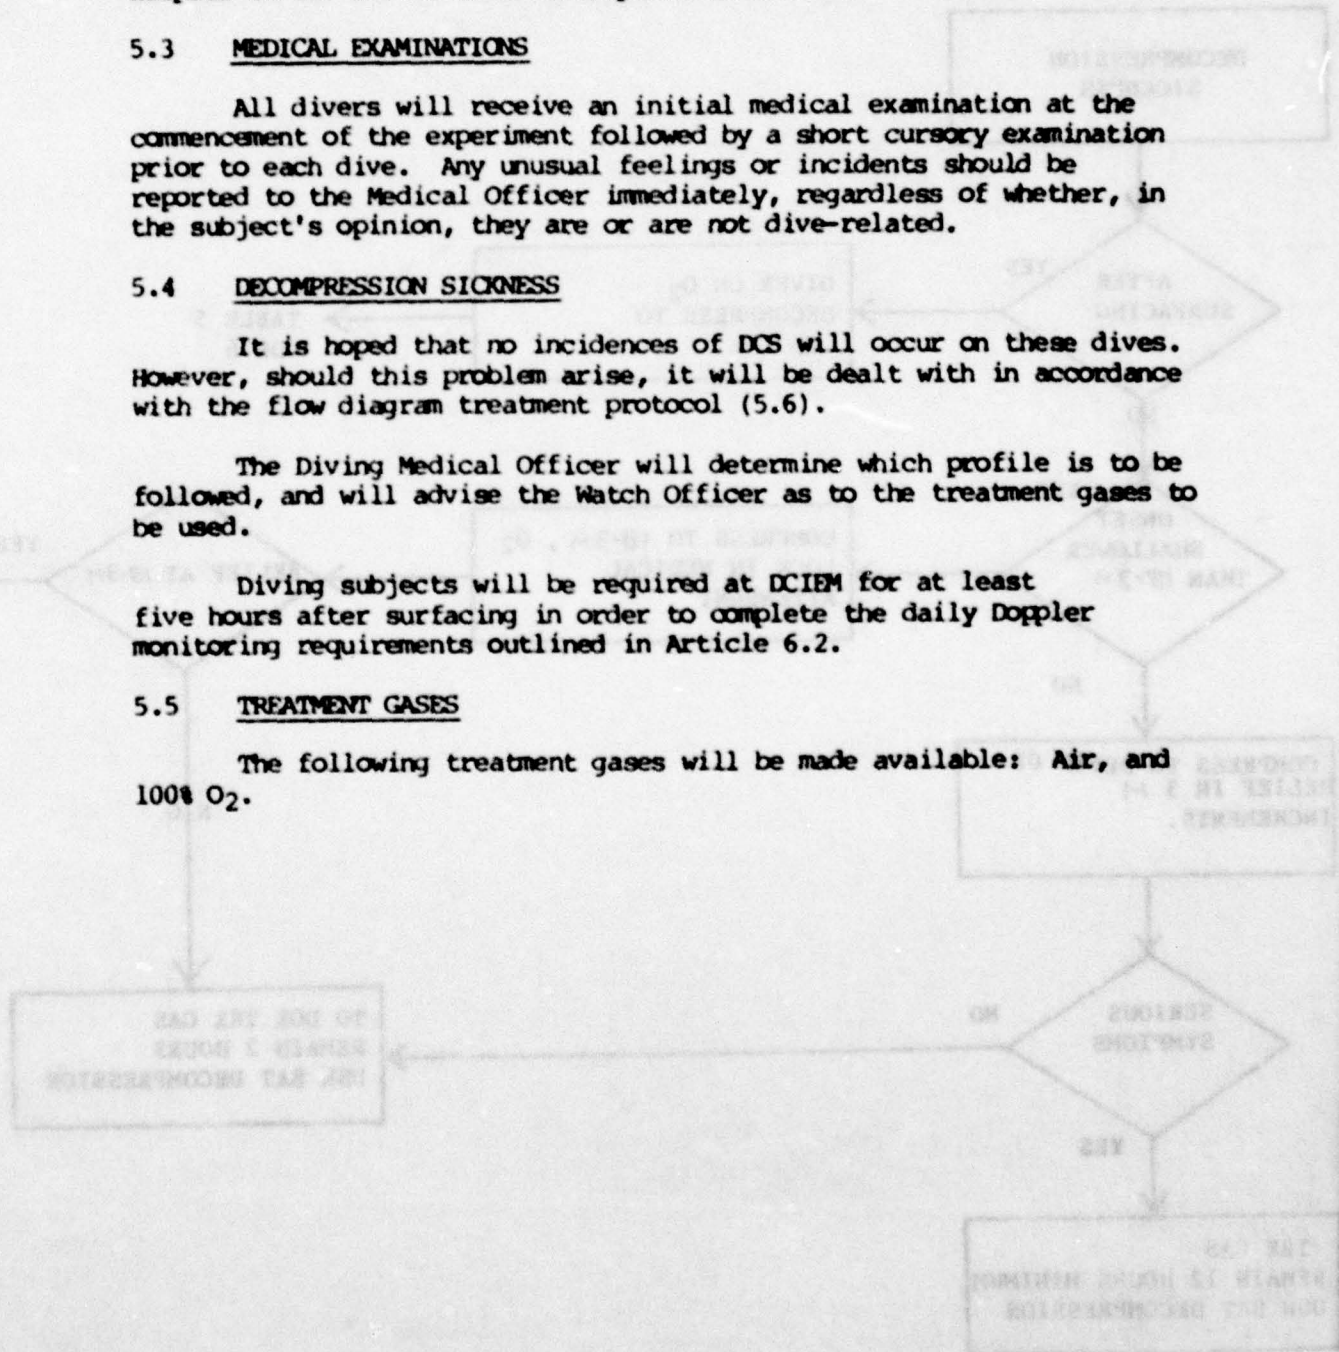 5.3 MEDICAL EXAMINATIONS
All divers will receive an initial medical examination at the
commencement of the experiment followed by a short cursory examination
prior to each dive. Any unusual feelings or incidents should be
reported to the Medical Officer immediately, regardless of whether, in
the subject's opinion, they are or are not dive-related.
5.4 DECOMPRESSION SICKNESS
It is hoped that no incidences of DCS will occur on these dives.
However, should this problem arise, it will be dealt with in accordance
with the flow diagram treatment protocol (5.6).
The Diving Medical Officer will determine which profile is to be
followed, and will advise the Watch Officer as to the treatment gases to
be used.
Diving subjects will be required at DCIEM for at least
five hours after surfacing in order to complete the daily Doppler
monitoring requirements outlined in Article 6.2.
5.5 TREATMENT GASES
The following treatment gases will be made available: Air, and
100% O2.